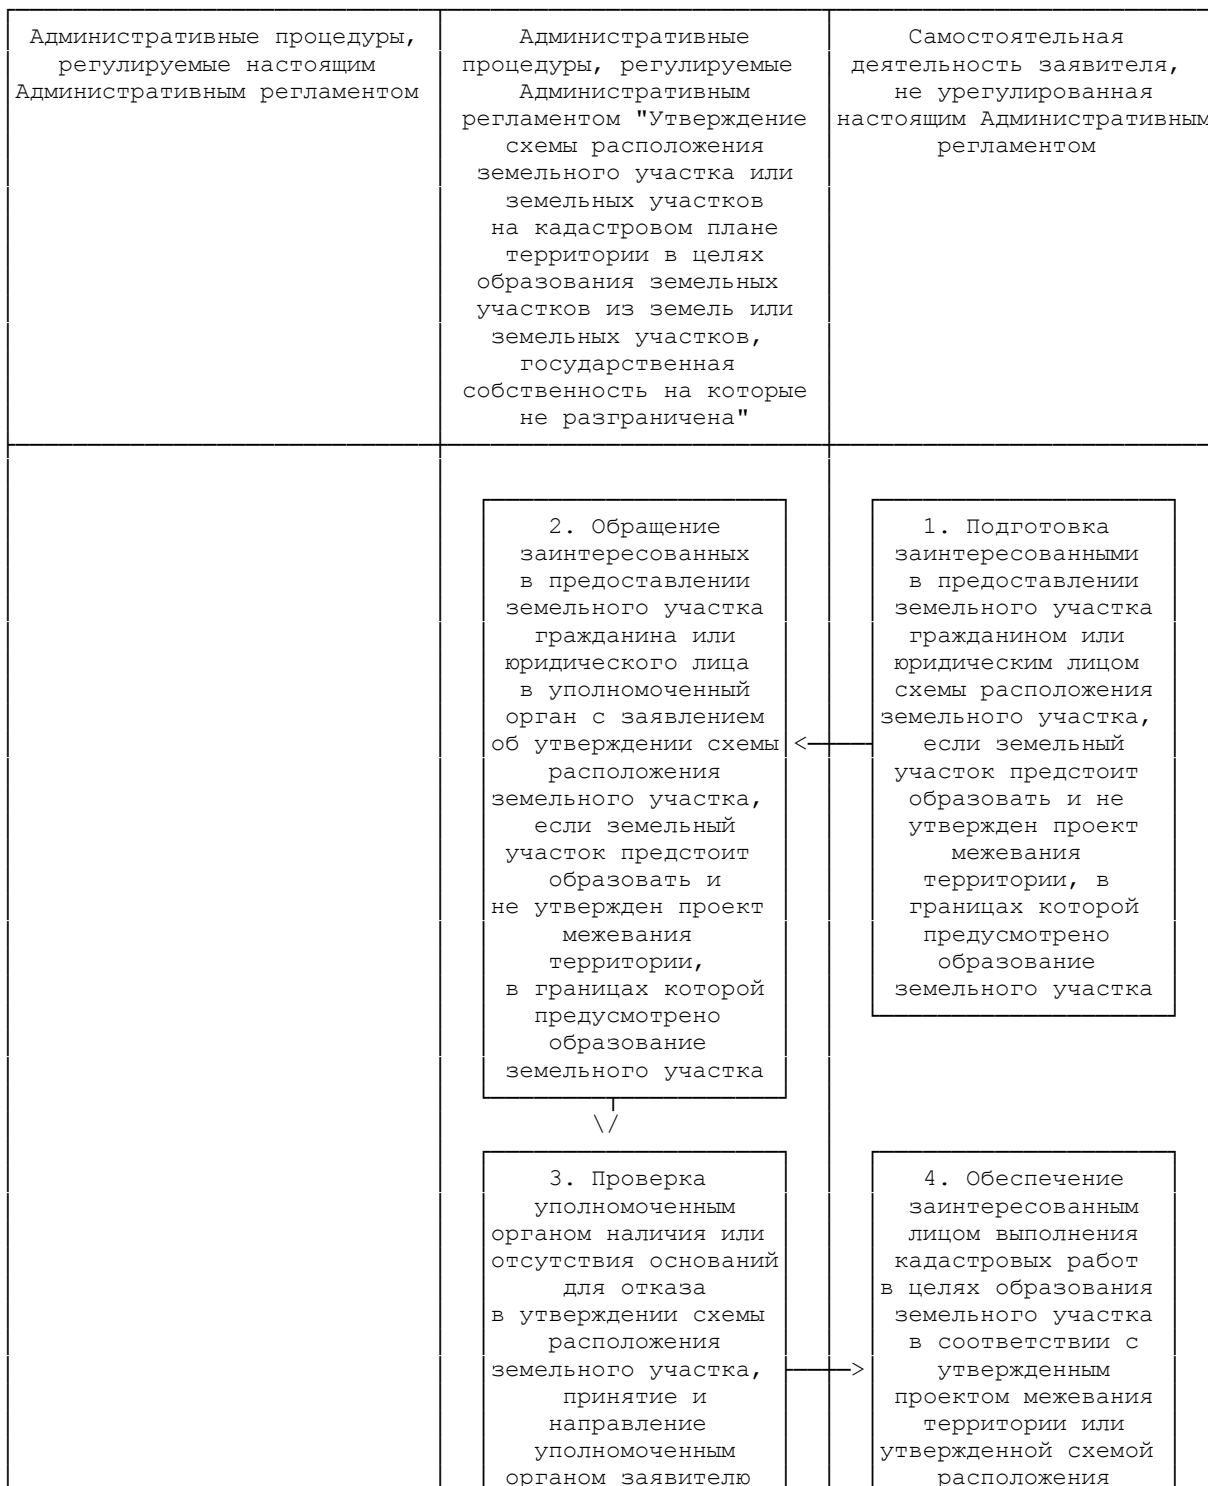 Административные процедуры,
регулируемые настоящим
Административным регламентом
Административные
процедуры, регулируемые
Административным
регламентом "Утверждение
схемы расположения
земельного участка или
земельных участков
на кадастровом плане
территории в целях
образования земельных
участков из земель или
земельных участков,
государственная
собственность на которые
не разграничена"
Самостоятельная
деятельность заявителя,
не урегулированная
настоящим Административным
регламентом
2. Обращение
заинтересованных
в предоставлении
земельного участка
гражданина или
юридического лица
в уполномоченный
орган с заявлением
об утверждении схемы
расположения
земельного участка,
если земельный
участок предстоит
образовать и
не утвержден проект
межевания
территории,
в границах которой
предусмотрено
образование
земельного участка
1. Подготовка
заинтересованными
в предоставлении
земельного участка
гражданином или
юридическим лицом
схемы расположения
земельного участка,
если земельный
участок предстоит
образовать и не
утвержден проект
межевания
территории, в
границах которой
предусмотрено
образование
земельного участка
3. Проверка
уполномоченным
органом наличия или
отсутствия оснований
для отказа
в утверждении схемы
расположения
земельного участка,
принятие и
направление
уполномоченным
органом заявителю
4. Обеспечение
заинтересованным
лицом выполнения
кадастровых работ
в целях образования
земельного участка
в соответствии с
утвержденным
проектом межевания
территории или
утвержденной схемой
расположения